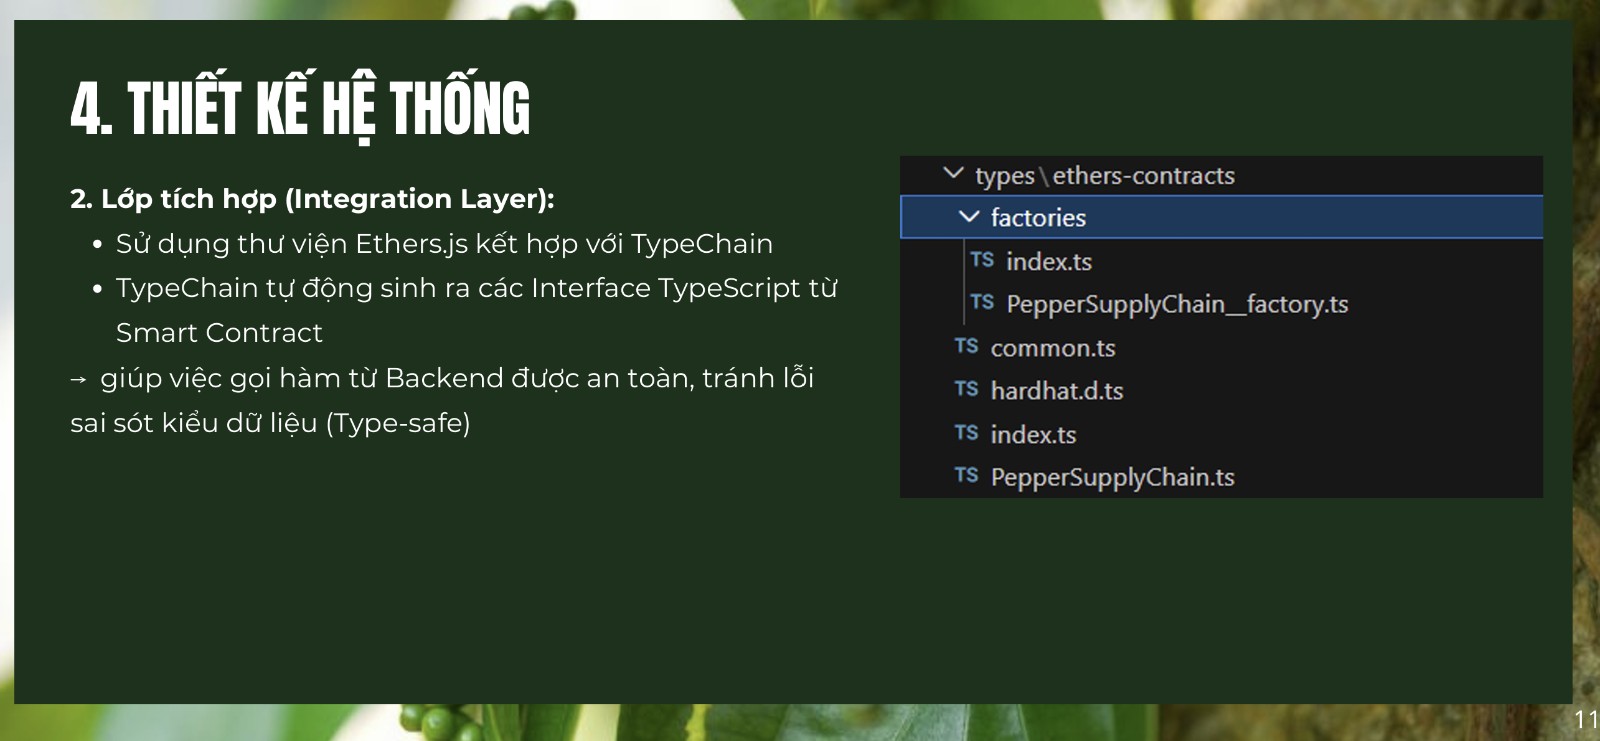 4. THIẾT KẾ HỆ THỐNG
2. Lớp tích hợp (Integration Layer):
• Sử dụng thư viện Ethers.js kết hợp với TypeChain
• TypeChain tự động sinh ra các Interface TypeScript từ
Smart Contract
→ giúp việc gọi hàm từ Backend được an toàn, tránh lỗi
sai sót kiểu dữ liệu (Type-safe)
types\ethers-contracts
factories
TS index.ts
TS PepperSupplyChain__factory.ts
TS common.ts
TS hardhat.d.ts
TS index.ts
TS PepperSupplyChain.ts
11